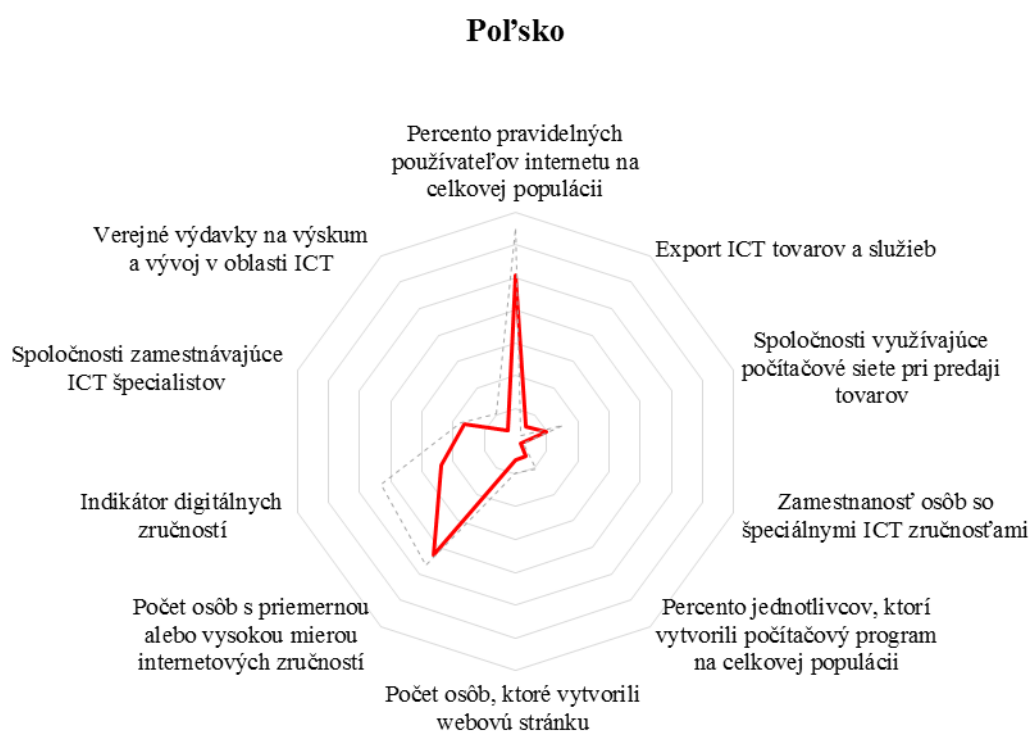 Poľsko
Percento pravidelných
používateľov internetu na
celkovej populácii
Export ICT tovarov a služieb
Spoločnosti využívajúce
počítačové siete pri predaji
tovarov
Zamestnanosť osôb so
špeciálnymi ICT zručnosťami
Percento jednotlivcov, ktorí
vytvorili počítačový program
na celkovej populácii
Počet osôb, ktoré vytvorili
webovú stránku
Počet osôb s priemernou
alebo vysokou mierou
internetových zručností
Indikátor digitálnych
zručností
Spoločnosti zamestnávajúce
ICT špecialistov
Verejné výdavky na výskum
a vývoj v oblasti ICT